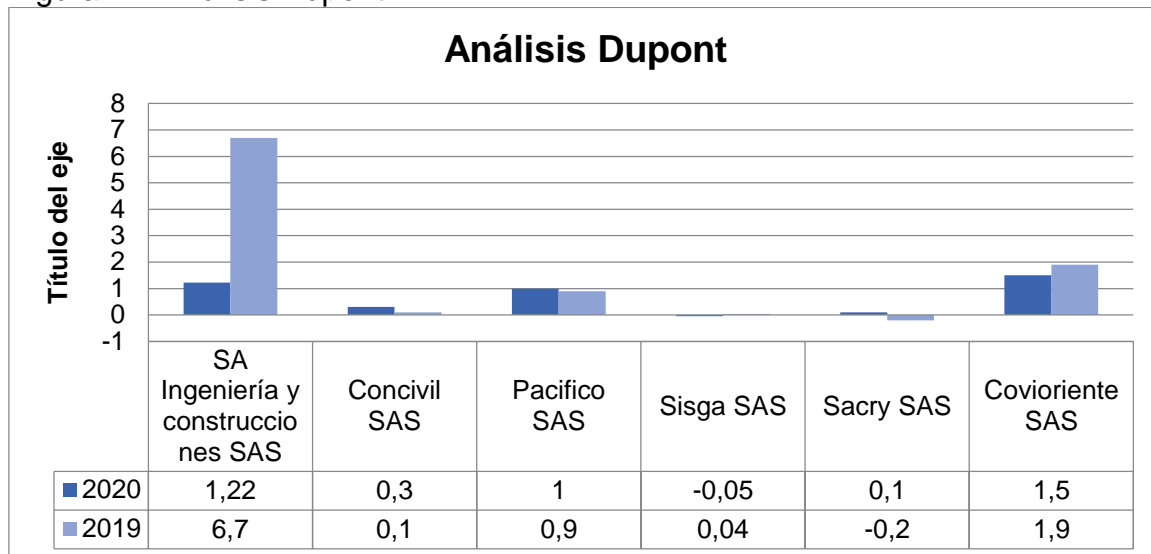 Análisis Dupont
Título del eje
8
7
6
5
4
3
2
1
0
-1
SA
Ingeniería y
construccio
nes SAS
Concivil
SAS
Pacifico
SAS
Sisga SAS
Sacry SAS
Covioriente
SAS
2020 1,22 0,3 1 -0,05 0,1 1,5
2019 6,7 0,1 0,9 0,04 -0,2 1,9